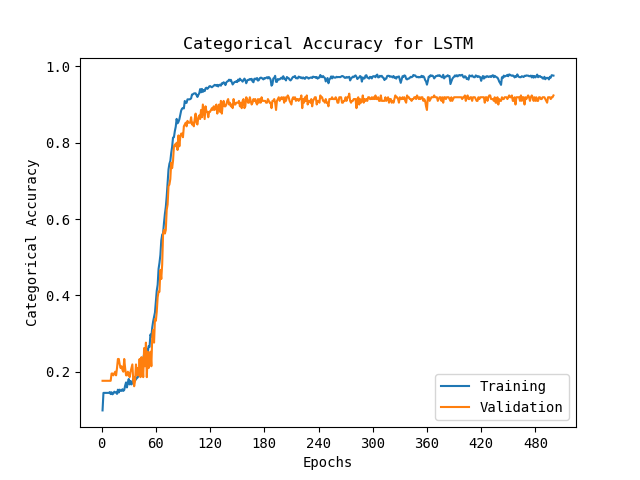 Categorical Accuracy for LSTM
1.0
0.8
0.6
0.4
0.2
Categorical Accuracy
0 60 120 180 240 300 360 420 480
Epochs
Training
Validation